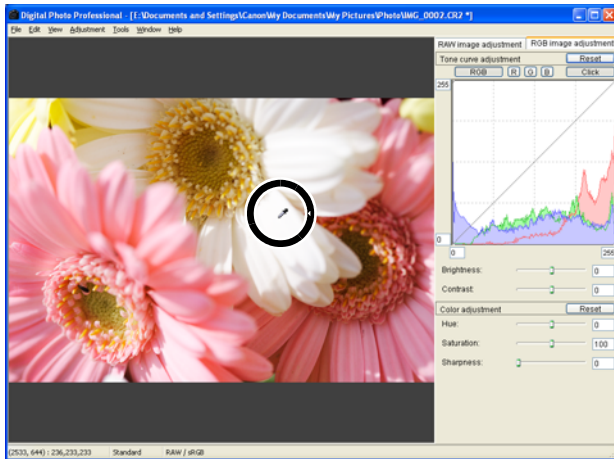 Digital Photo Professional - [E:\Documents and Settings\Canon\My Documents\My Pictures\Photo\IMG_0002.CR2 *]
File Edit View Adjustment Tools Window Help
RAW image adjustment RGB image adjustment
Tone curve adjustment Reset
RGB R G B Click
255
0
0 255
Brightness: 0
Contrast: 0
Color adjustment Reset
Hue: 0
Saturation: 100
Sharpness: 0
(2533, 644) : 236,233,233 Standard RAW / sRGB